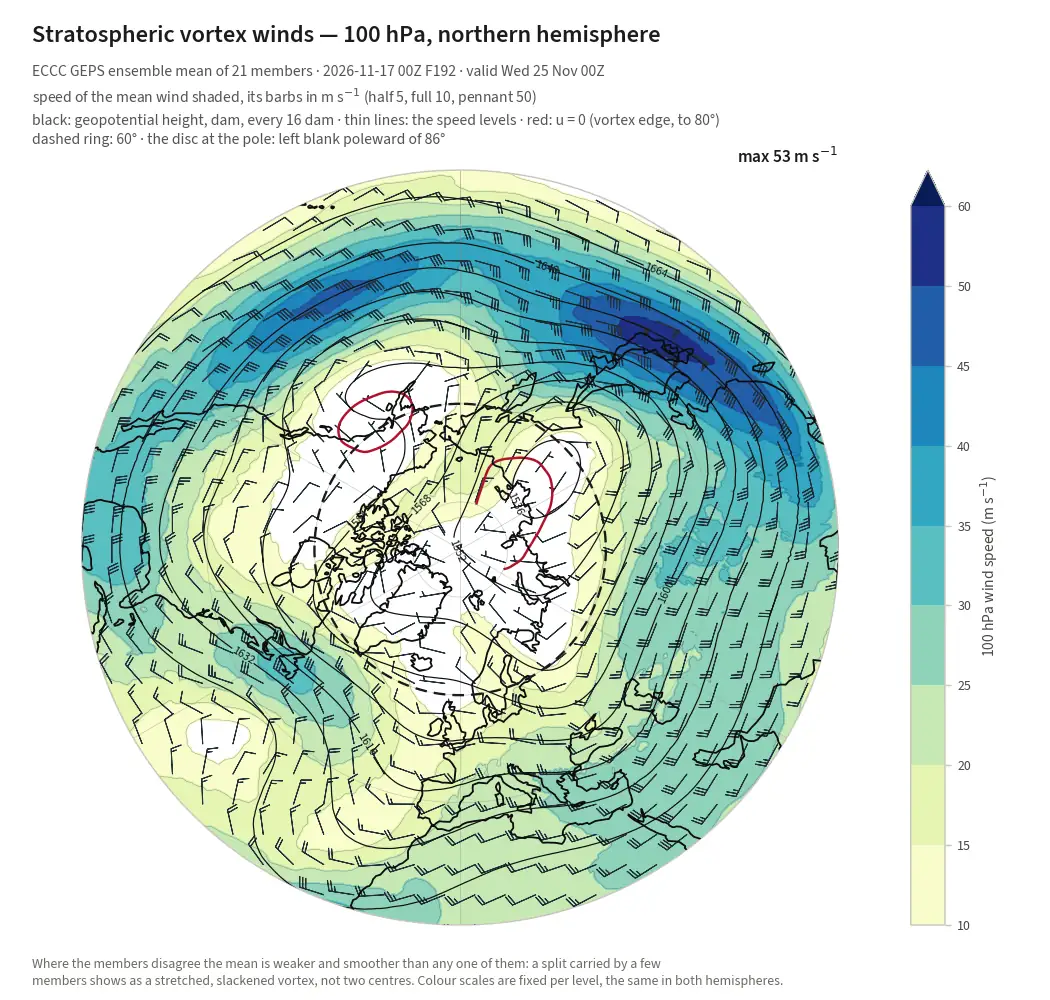 Stratospheric vortex winds — 100 hPa, northern hemisphere
ECCC GEPS ensemble mean of 21 members · 2026-11-17 00Z F192 · valid Wed 25 Nov 00Z
speed of the mean wind shaded, its barbs in m s⁻¹ (half 5, full 10, pennant 50)
black: geopotential height, dam, every 16 dam · thin lines: the speed levels · red: u = 0 (vortex edge, to 80°)
dashed ring: 60° · the disc at the pole: left blank poleward of 86°
max 53 m s⁻¹
60
50
45
40
35
30
25
20
15
10
100 hPa wind speed (m s⁻¹)
1664
1568
1600
1632
Where the members disagree the mean is weaker and smoother than any one of them: a split carried by a few
members shows as a stretched, slackened vortex, not two centres. Colour scales are fixed per level, the same in both hemispheres.